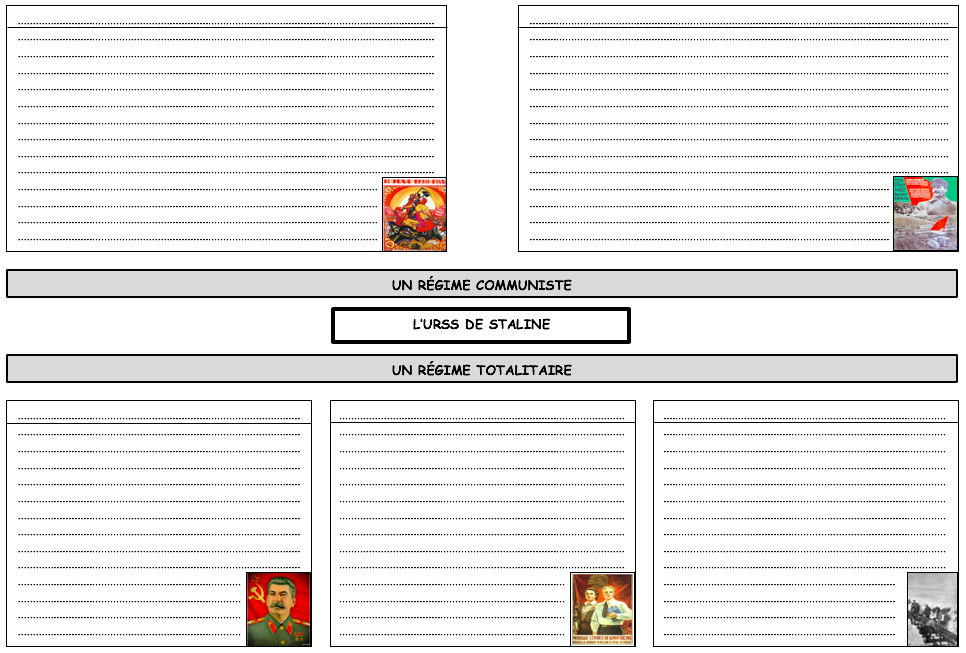 UN RÉGIME COMMUNISTE
L'URSS DE STALINE
UN RÉGIME TOTALITAIRE